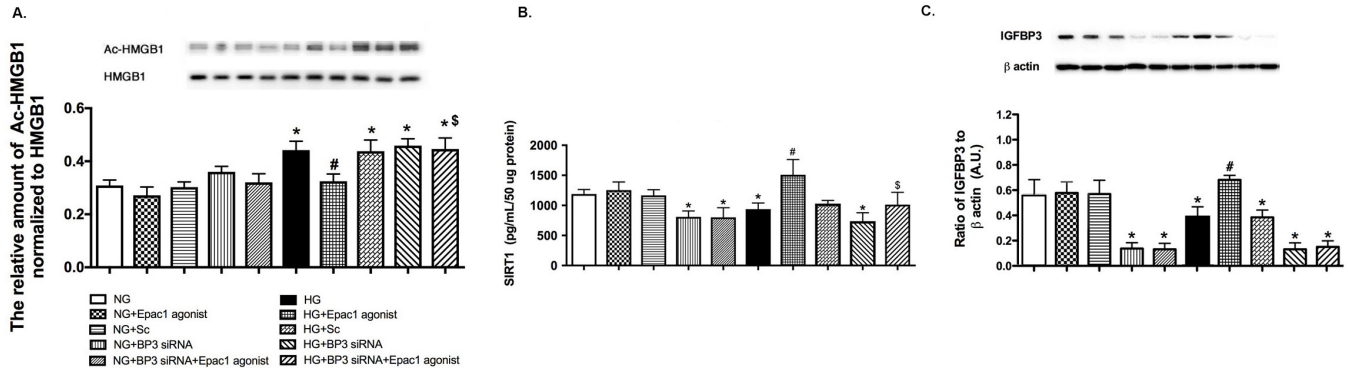 A.
Ac-HMGB1
HMGB1
The relative amount of Ac-HMGB1
normalized to HMGB1
0.6
0.4
0.2
0.0
*
#
*
*
* $
NG
NG+Epac1 agonist
NG+Sc
NG+BP3 siRNA
NG+BP3 siRNA+Epac1 agonist
HG
HG+Epac1 agonist
HG+Sc
HG+BP3 siRNA
HG+BP3 siRNA+Epac1 agonist
B.
SIRT1 (pg/mL/50 ug protein)
2000
1500
1000
500
0
*
*
*
#
*
$
C.
IGFBP3
β actin
Ratio of IGFBP3 to
β actin (A.U.)
1.2
1.0
0.8
0.6
0.4
0.2
0.0
*
*
*
#
*
*
*